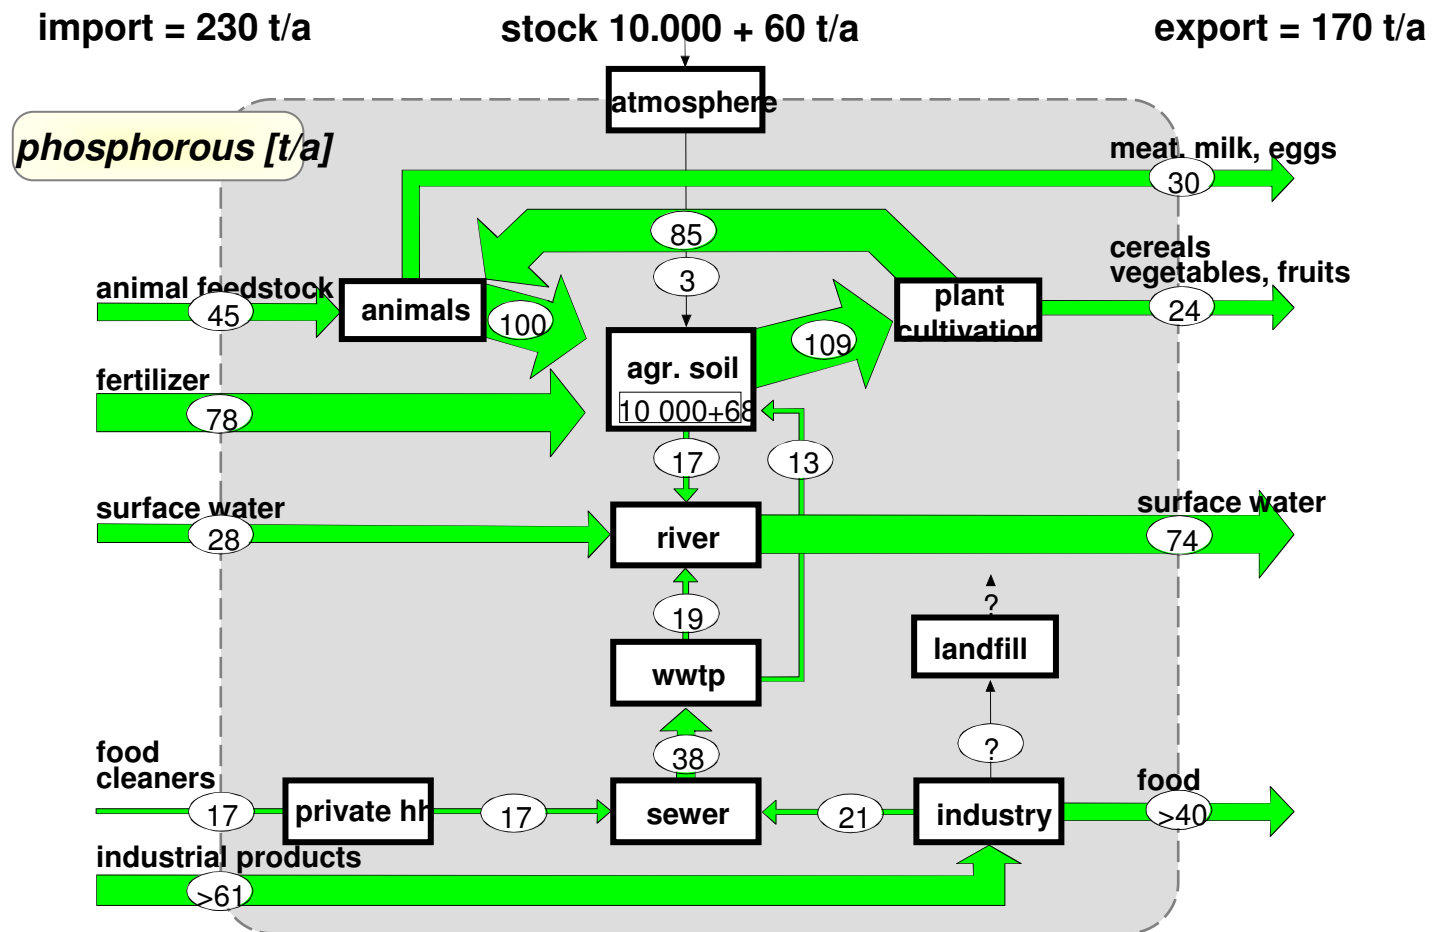 import = 230 t/a
stock 10.000 + 60 t/a
export = 170 t/a
atmosphere
phosphorous [t/a]
meat. milk, eggs
30
85
cereals
vegetables, fruits
3
animal feedstock
45
animals
100
plant
cultivation
24
109
agr. soil
10 000+68
fertilizer
78
17
13
surface water
28
river
surface water
74
19
?
wwtp
landfill
38
?
food
cleaners
17
private hh
17
sewer
21
industry
food
>40
industrial products
>61